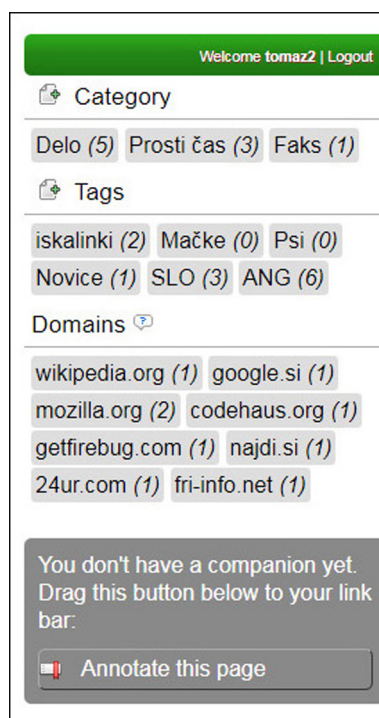 Welcome tomaz2 | Logout
Category
Delo (5) Prosti čas (3) Faks (1)
Tags
iskalinki (2) Mačke (0) Psi (0)
Novice (1) SLO (3) ANG (6)
Domains
wikipedia.org (1) google.si (1)
mozilla.org (2) codehaus.org (1)
getfirebug.com (1) najdi.si (1)
24ur.com (1) fri-info.net (1)
You don't have a companion yet.
Drag this button below to your link
bar:
Annotate this page